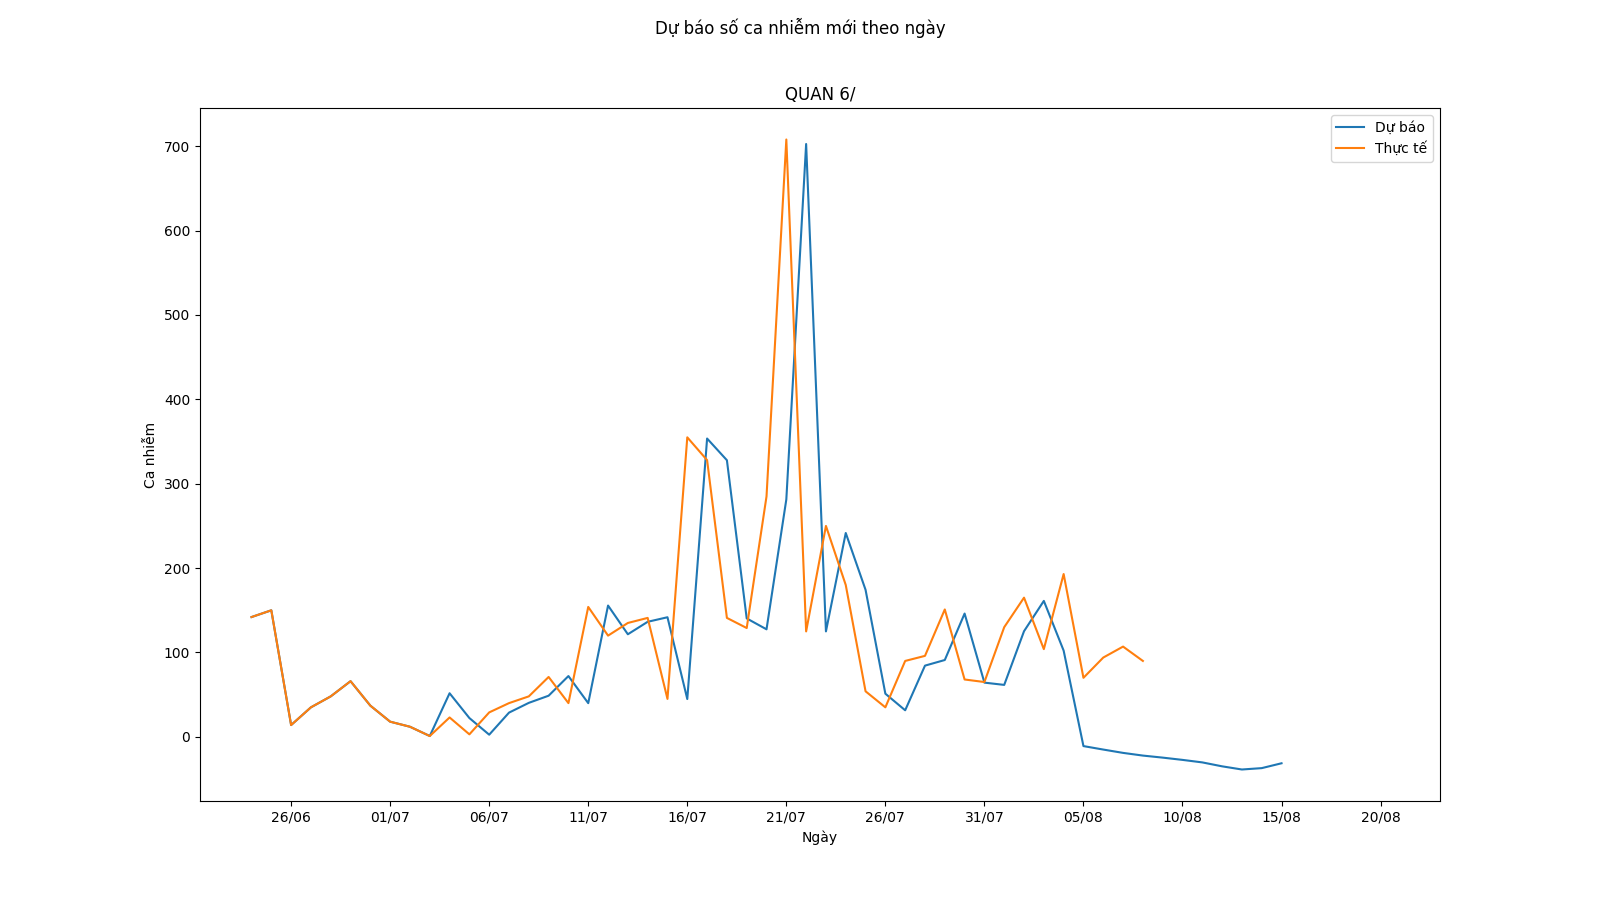 Dự báo số ca nhiễm mới theo ngày
QUAN 6/
Dự báo
Thực tế
700
600
500
400
300
200
100
0
Ca nhiễm
26/06 01/07 06/07 11/07 16/07 21/07 26/07 31/07 05/08 10/08 15/08 20/08
Ngày